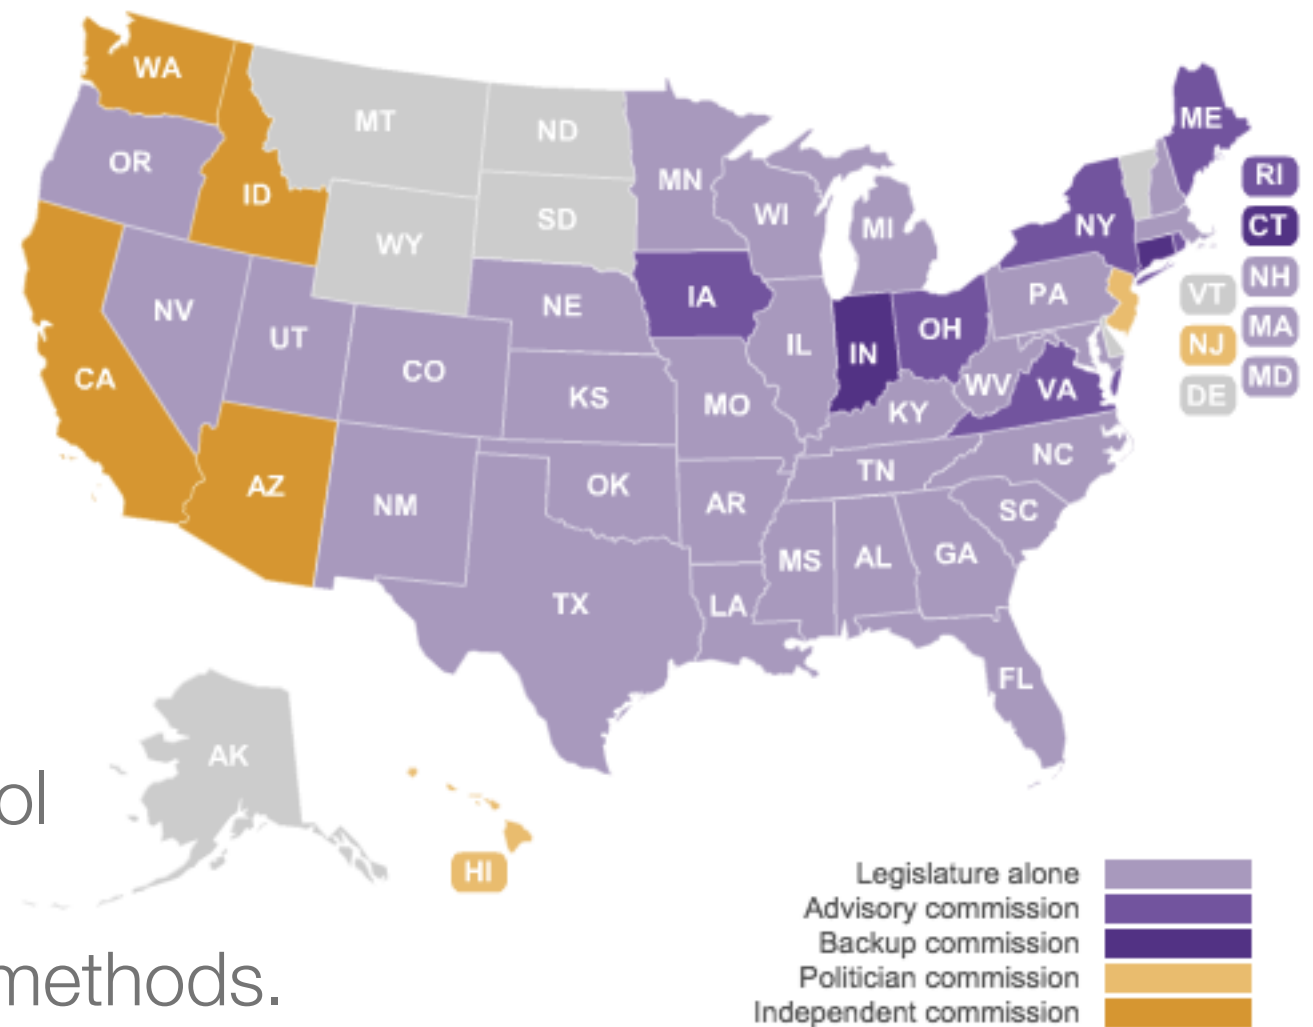 WA
MT
ND
MN
ME
OR
ID
SD
WI
MI
NY
RI
CT
WY
NH
NV
UT
NE
IA
PA
VT
MA
CO
IL
IN
OH
NJ
MD
CA
KS
MO
WV
VA
DE
KY
AZ
NM
OK
AR
TN
NC
SC
TX
LA
MS
AL
GA
FL
AK
ol
HI
methods.
Legislature alone
Advisory commission
Backup commission
Politician commission
Independent commission